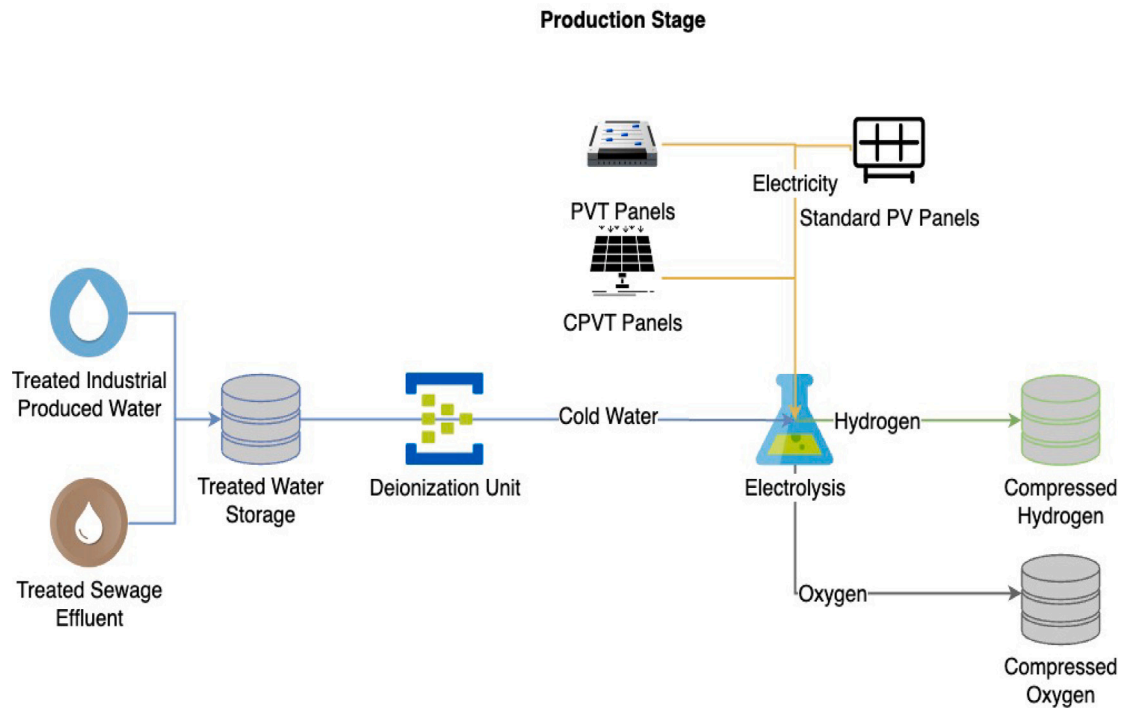 Production Stage
Electricity
PVT Panels
Standard PV Panels
CPVT Panels
Treated Industrial
Produced Water
Cold Water
Hydrogen
Treated Water
Storage
Deionization Unit
Electrolysis
Compressed
Hydrogen
Treated Sewage
Effluent
Oxygen
Compressed
Oxygen